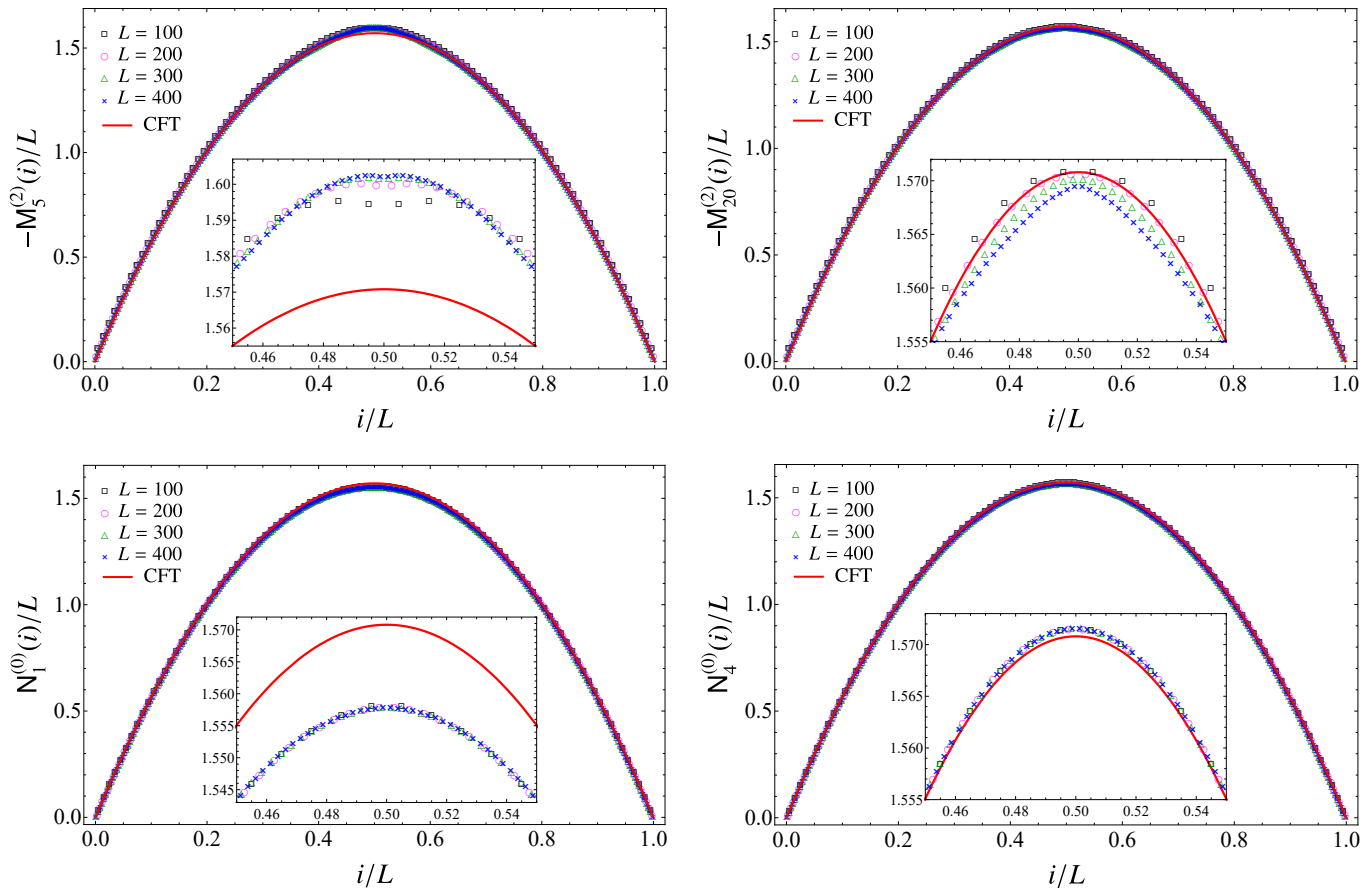 −M₅⁽²⁾(i)/L
1.5
1.0
0.5
0.0
L = 100
L = 200
L = 300
L = 400
CFT
1.60
1.59
1.58
1.57
1.56
0.46 0.48 0.50 0.52 0.54
0.0 0.2 0.4 0.6 0.8 1.0
i/L
−M₂₀⁽²⁾(i)/L
1.5
1.0
0.5
0.0
L = 100
L = 200
L = 300
L = 400
CFT
1.570
1.565
1.560
1.555
0.46 0.48 0.50 0.52 0.54
0.0 0.2 0.4 0.6 0.8 1.0
i/L
N₁⁽⁰⁾(i)/L
1.5
1.0
0.5
0.0
L = 100
L = 200
L = 300
L = 400
CFT
1.570
1.565
1.560
1.555
1.550
1.545
0.46 0.48 0.50 0.52 0.54
0.0 0.2 0.4 0.6 0.8 1.0
i/L
N₄⁽⁰⁾(i)/L
1.5
1.0
0.5
0.0
L = 100
L = 200
L = 300
L = 400
CFT
1.570
1.565
1.560
1.555
0.46 0.48 0.50 0.52 0.54
0.0 0.2 0.4 0.6 0.8 1.0
i/L